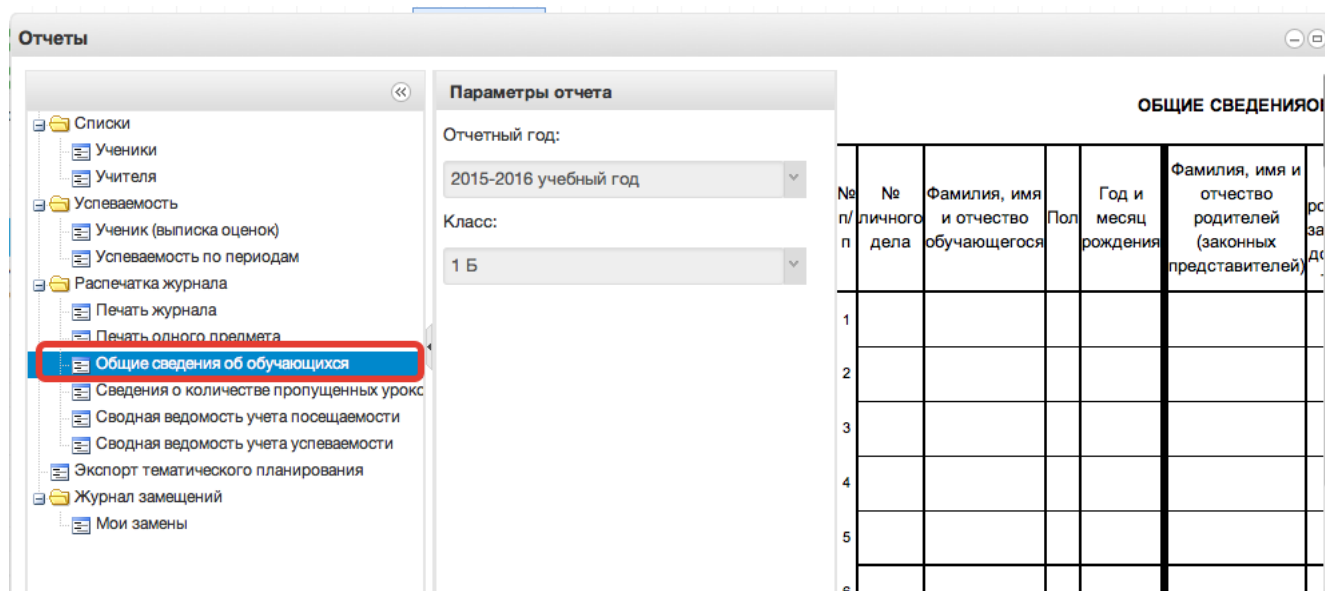 Отчеты
Списки
Ученики
Учителя
Успеваемость
Ученик (выписка оценок)
Успеваемость по периодам
Распечатка журнала
Печать журнала
Печать одного предмета
Общие сведения об обучающихся
Сведения о количестве пропущенных уроко
Сводная ведомость учета посещаемости
Сводная ведомость учета успеваемости
Экспорт тематического планирования
Журнал замещений
Мои замены
Параметры отчета
Отчетный год:
2015-2016 учебный год
Класс:
1 Б
ОБЩИЕ СВЕДЕНИЯ
№
п/
п
№
личного
дела
Фамилия, имя
и отчество
обучающегося
Пол
Год и
месяц
рождения
Фамилия, имя и
отчество
родителей
(законных
представителей)
1
2
3
4
5